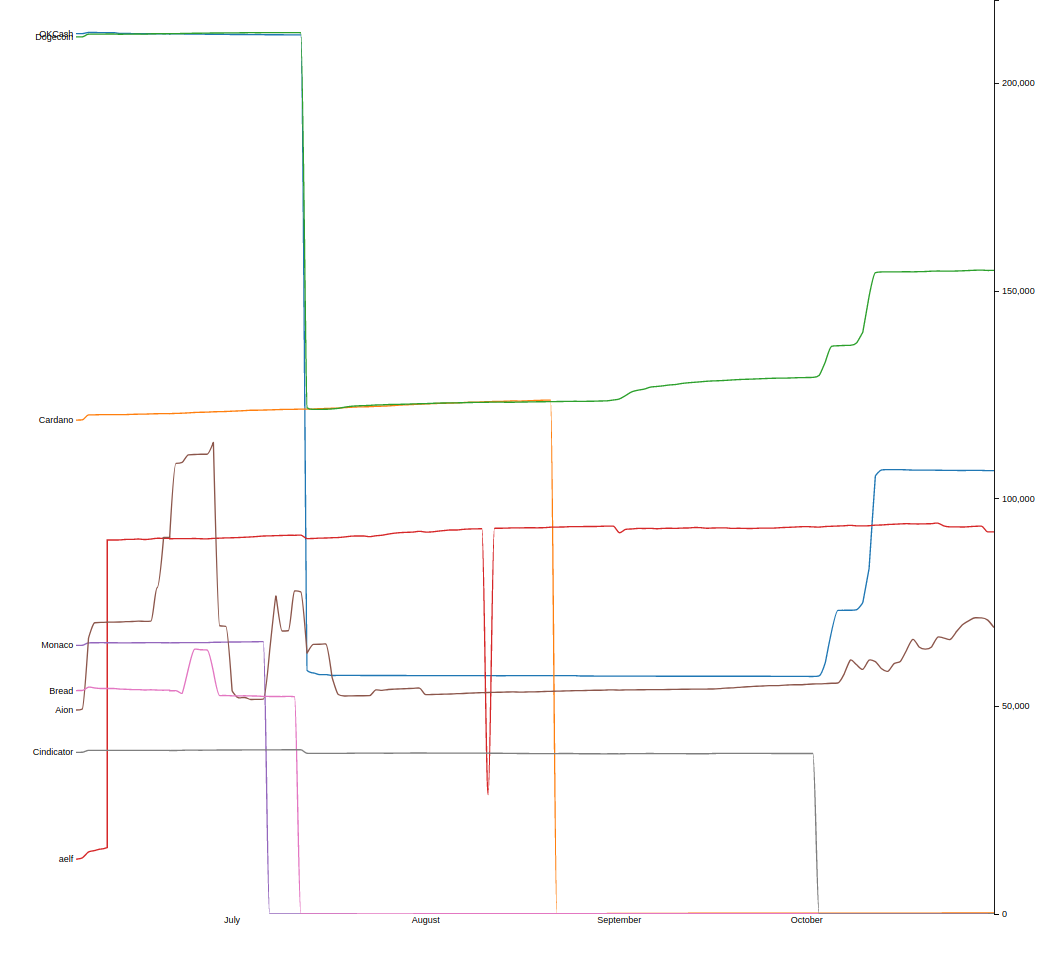 OKCash
Dogecoin
200,000
150,000
Cardano
100,000
Monaco
Bread
50,000
Aion
Cindicator
aelf
0
July August September October